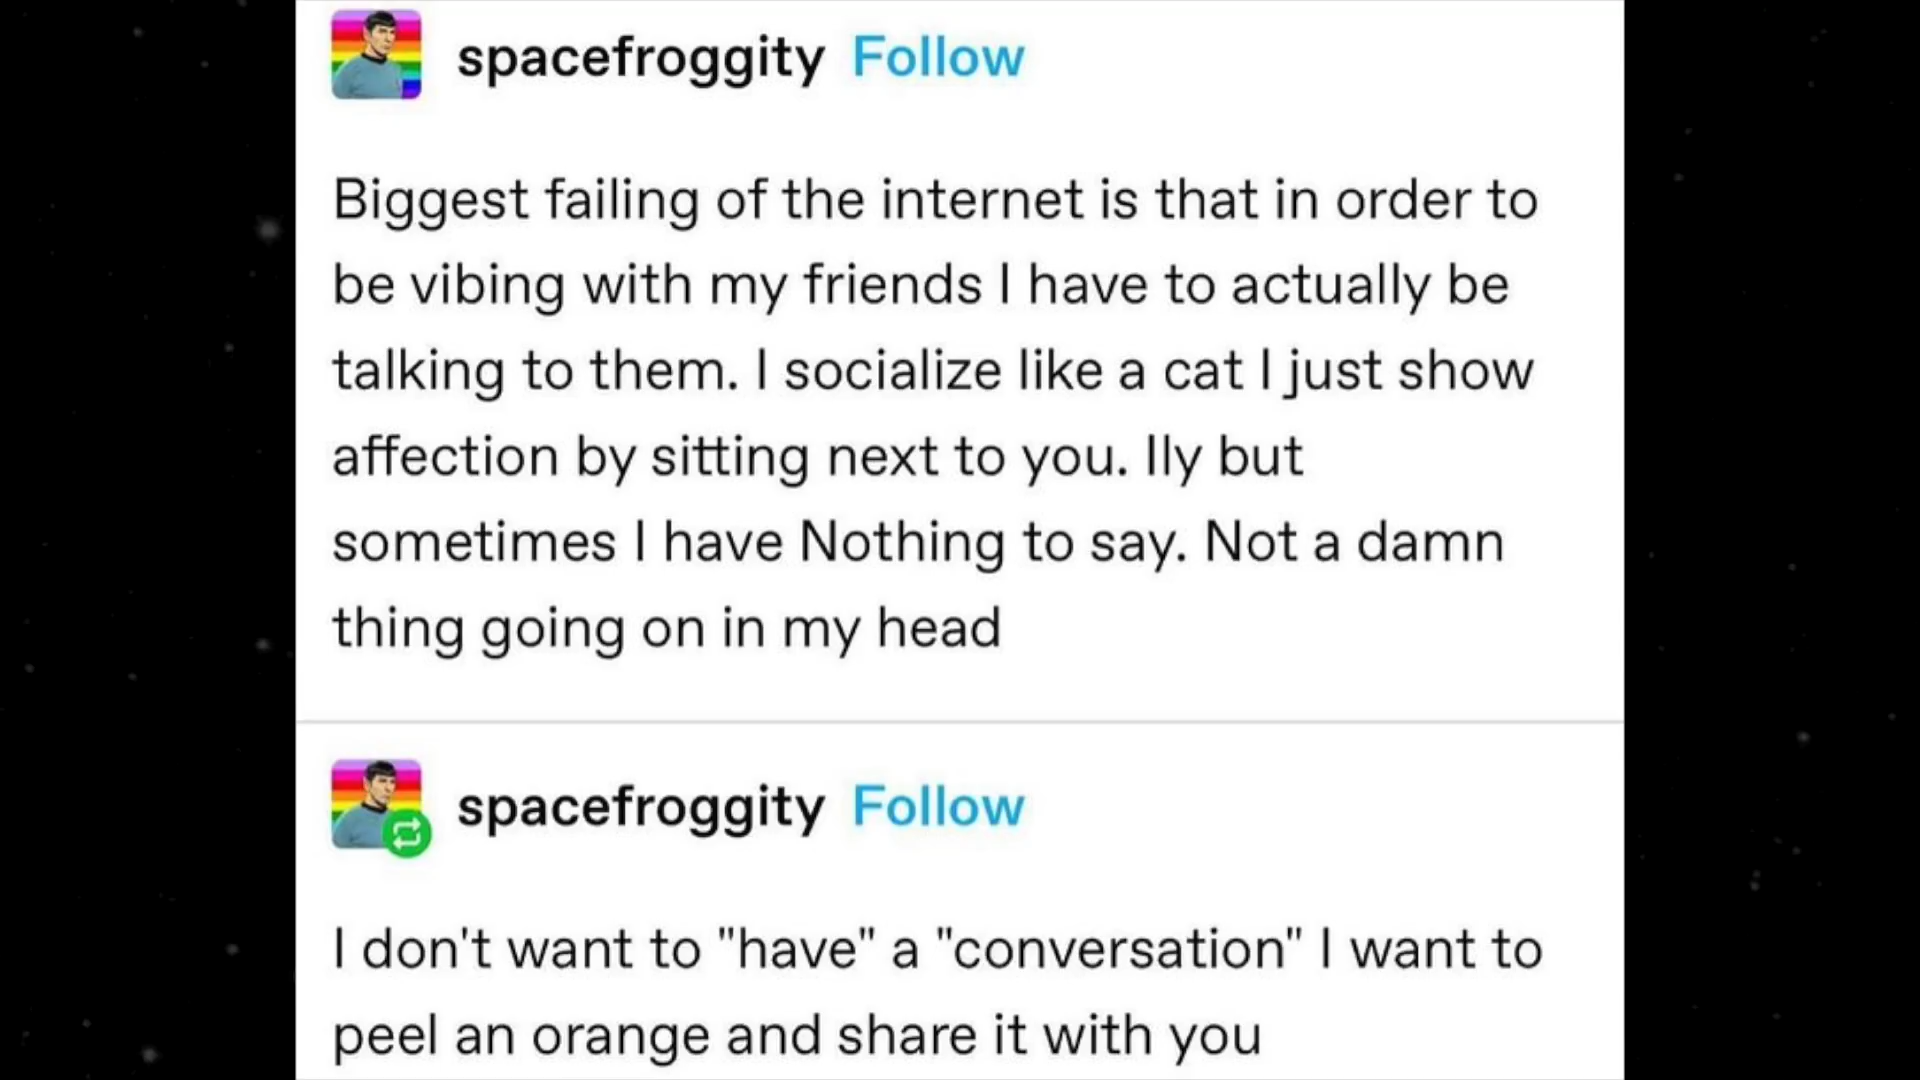 spacefroggity Follow
Biggest failing of the internet is that in order to
be vibing with my friends I have to actually be
talking to them. I socialize like a cat I just show
affection by sitting next to you. Ily but
sometimes I have Nothing to say. Not a damn
thing going on in my head
spacefroggity Follow
I don't want to "have" a "conversation" I want to
peel an orange and share it with you